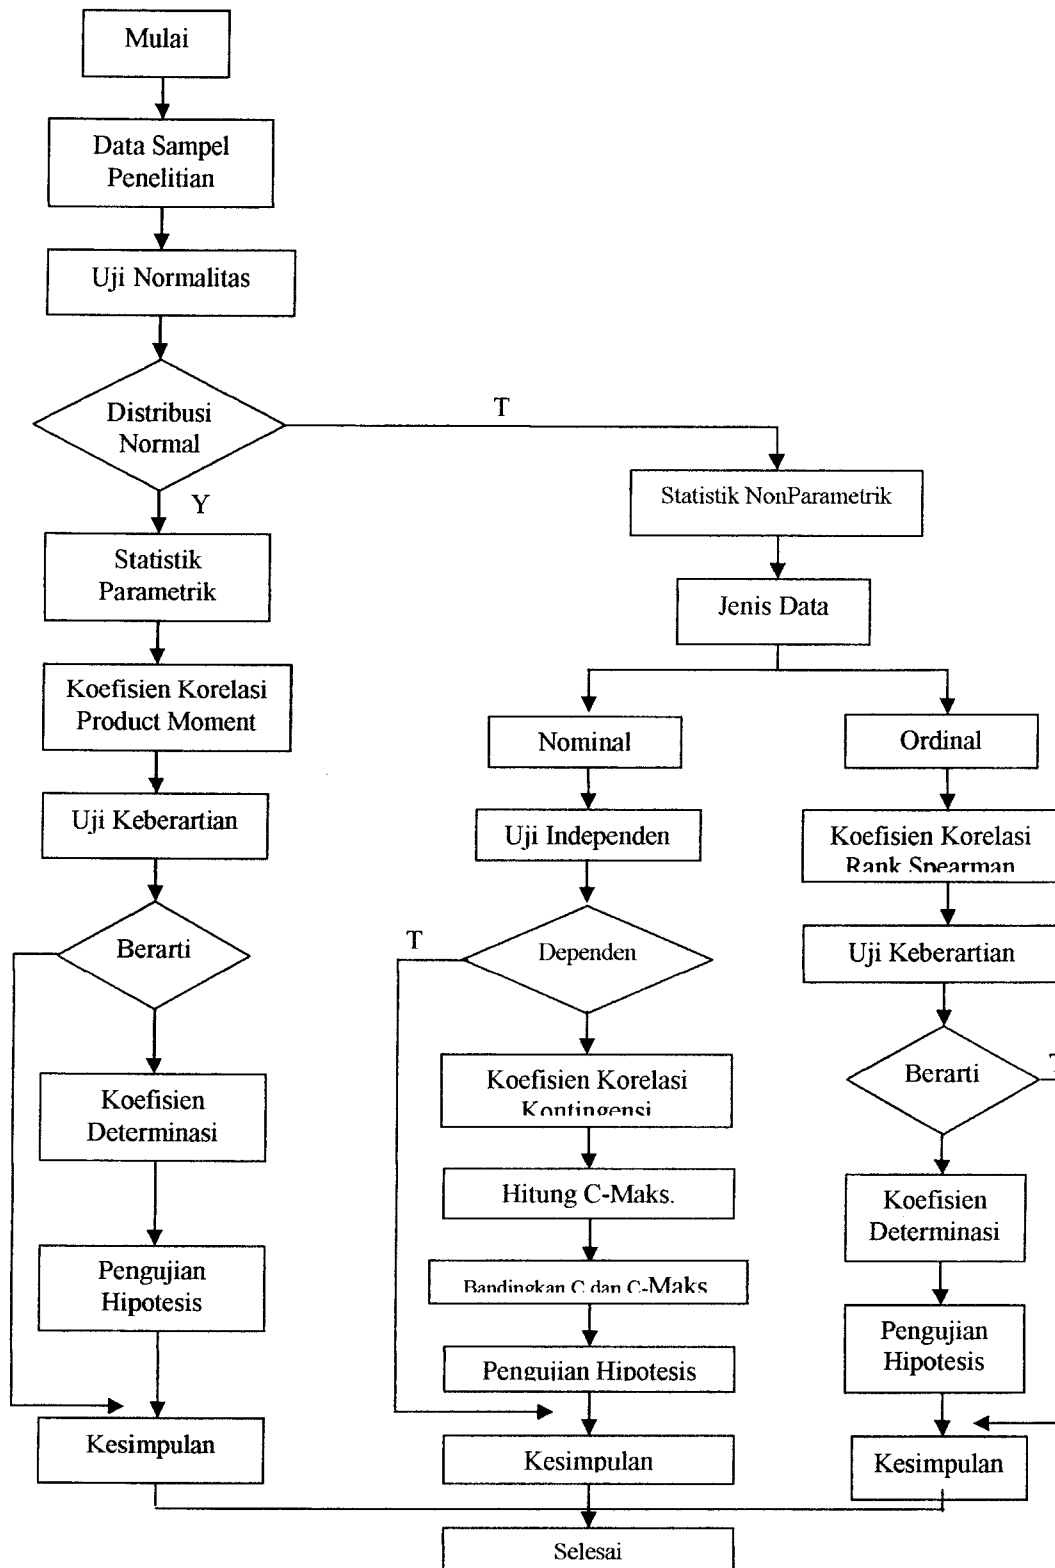 Mulai
Data Sampel
Penelitian
Uji Normalitas
Distribusi
Normal
T
Y
Statistik
Parametrik
Koefisien Korelasi
Product Moment
Uji Keberartian
Berarti
Koefisien
Determinasi
Pengujian
Hipotesis
Kesimpulan
Statistik NonParametrik
Jenis Data
Nominal
Uji Independen
T
Dependen
Koefisien Korelasi
Kontingensi
Hitung C-Maks.
Bandingkan C dan C-Maks
Pengujian Hipotesis
Kesimpulan
Ordinal
Koefisien Korelasi
Rank Spearman
Uji Keberartian
Berarti
T
Koefisien
Determinasi
Pengujian
Hipotesis
Kesimpulan
Selesai